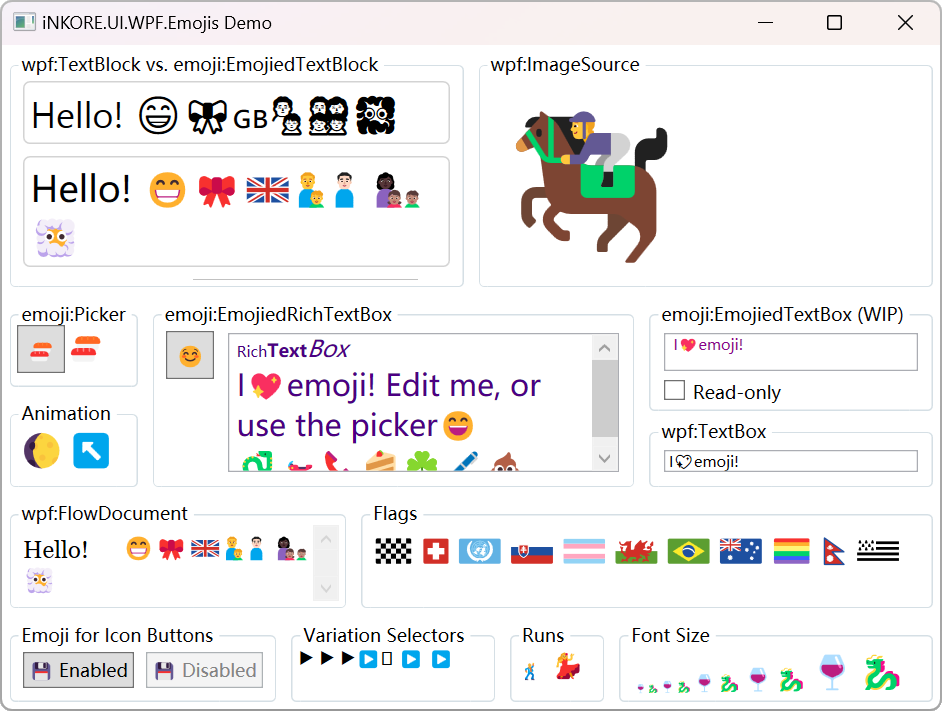 iNKORE.UI.WPF.Emojis Demo
wpf:TextBlock vs. emoji:EmojiedTextBlock
Hello! 😄 🎀 GB
Hello! 😁 🎀 🇬🇧
wpf:ImageSource
emoji:Picker
Animation
emoji:EmojiedRichTextBox
RichTextBox
I 💖 emoji! Edit me, or
use the picker 😄
emoji:EmojiedTextBox (WIP)
I 💖 emoji!
Read-only
wpf:TextBox
I 💖 emoji!
wpf:FlowDocument
Hello! 😁 🎀 🇬🇧
Flags
Emoji for Icon Buttons
💾 Enabled
💾 Disabled
Variation Selectors
Runs
Font Size